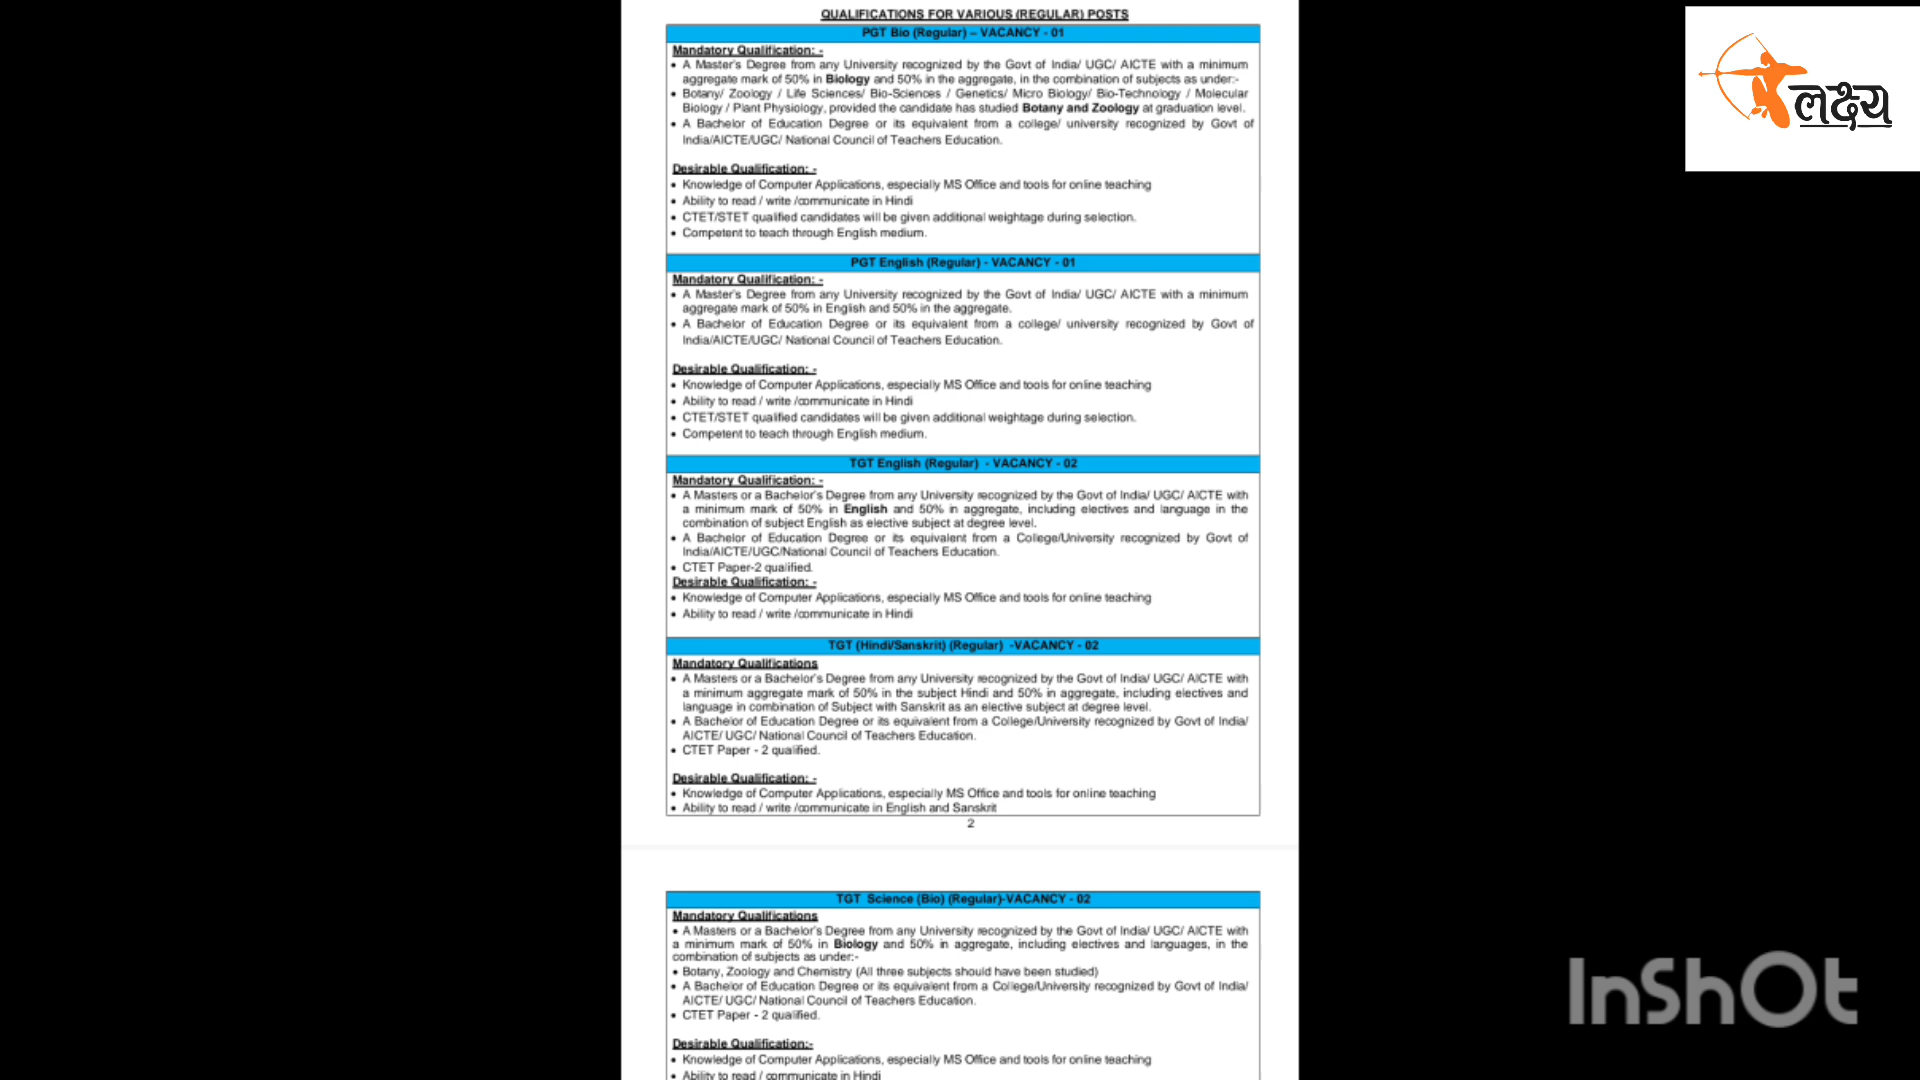 QUALIFICATIONS FOR VARIOUS (REGULAR) POSTS
PGT Bio (Regular) – VACANCY - 01
Mandatory Qualification: -
• A Master's Degree from any University recognized by the Govt of India/ UGC/ AICTE with a minimum
aggregate mark of 50% in Biology and 50% in the aggregate, in the combination of subjects as under:-
• Botany/ Zoology / Life Sciences/ Bio-Sciences / Genetics/ Micro Biology/ Bio-Technology / Molecular
Biology / Plant Physiology, provided the candidate has studied Botany and Zoology at graduation level.
• A Bachelor of Education Degree or its equivalent from a college/ university recognized by Govt of
India/AICTE/UGC/ National Council of Teachers Education.
Desirable Qualification: -
• Knowledge of Computer Applications, especially MS Office and tools for online teaching
• Ability to read / write /communicate in Hindi
• CTET/STET qualified candidates will be given additional weightage during selection.
• Competent to teach through English medium.
PGT English (Regular) - VACANCY - 01
Mandatory Qualification: -
• A Master's Degree from any University recognized by the Govt of India/ UGC/ AICTE with a minimum
aggregate mark of 50% in English and 50% in the aggregate.
• A Bachelor of Education Degree or its equivalent from a college/ university recognized by Govt of
India/AICTE/UGC/ National Council of Teachers Education.
Desirable Qualification: -
• Knowledge of Computer Applications, especially MS Office and tools for online teaching
• Ability to read / write /communicate in Hindi
• CTET/STET qualified candidates will be given additional weightage during selection.
• Competent to teach through English medium.
TGT English (Regular) - VACANCY - 02
Mandatory Qualification: -
• A Masters or a Bachelor's Degree from any University recognized by the Govt of India/ UGC/ AICTE with
a minimum mark of 50% in English and 50% in aggregate, including electives and language in the
combination of subject English as elective subject at degree level.
• A Bachelor of Education Degree or its equivalent from a College/University recognized by Govt of
India/AICTE/UGC/National Council of Teachers Education.
• CTET Paper-2 qualified.
Desirable Qualification: -
• Knowledge of Computer Applications, especially MS Office and tools for online teaching
• Ability to read / write /communicate in Hindi
TGT (Hindi/Sanskrit) (Regular) -VACANCY - 02
Mandatory Qualifications
• A Masters or a Bachelor's Degree from any University recognized by the Govt of India/ UGC/ AICTE with
a minimum aggregate mark of 50% in the subject Hindi and 50% in aggregate, including electives and
language in combination of Subject with Sanskrit as an elective subject at degree level.
• A Bachelor of Education Degree or its equivalent from a College/University recognized by Govt of India/
AICTE/ UGC/ National Council of Teachers Education.
• CTET Paper - 2 qualified.
Desirable Qualification: -
• Knowledge of Computer Applications, especially MS Office and tools for online teaching
• Ability to read / write /communicate in English and Sanskrit
2
TGT Science (Bio) (Regular)-VACANCY - 02
Mandatory Qualifications
• A Masters or a Bachelor's Degree from any University recognized by the Govt of India/ UGC/ AICTE with
a minimum mark of 50% in Biology and 50% in aggregate, including electives and languages, in the
combination of subjects as under:-
• Botany, Zoology and Chemistry (All three subjects should have been studied)
• A Bachelor of Education Degree or its equivalent from a College/University recognized by Govt of India/
AICTE/ UGC/ National Council of Teachers Education.
• CTET Paper - 2 qualified.
Desirable Qualification:-
• Knowledge of Computer Applications, especially MS Office and tools for online teaching
• Ability to read / communicate in Hindi
लक्ष्य
InShOt